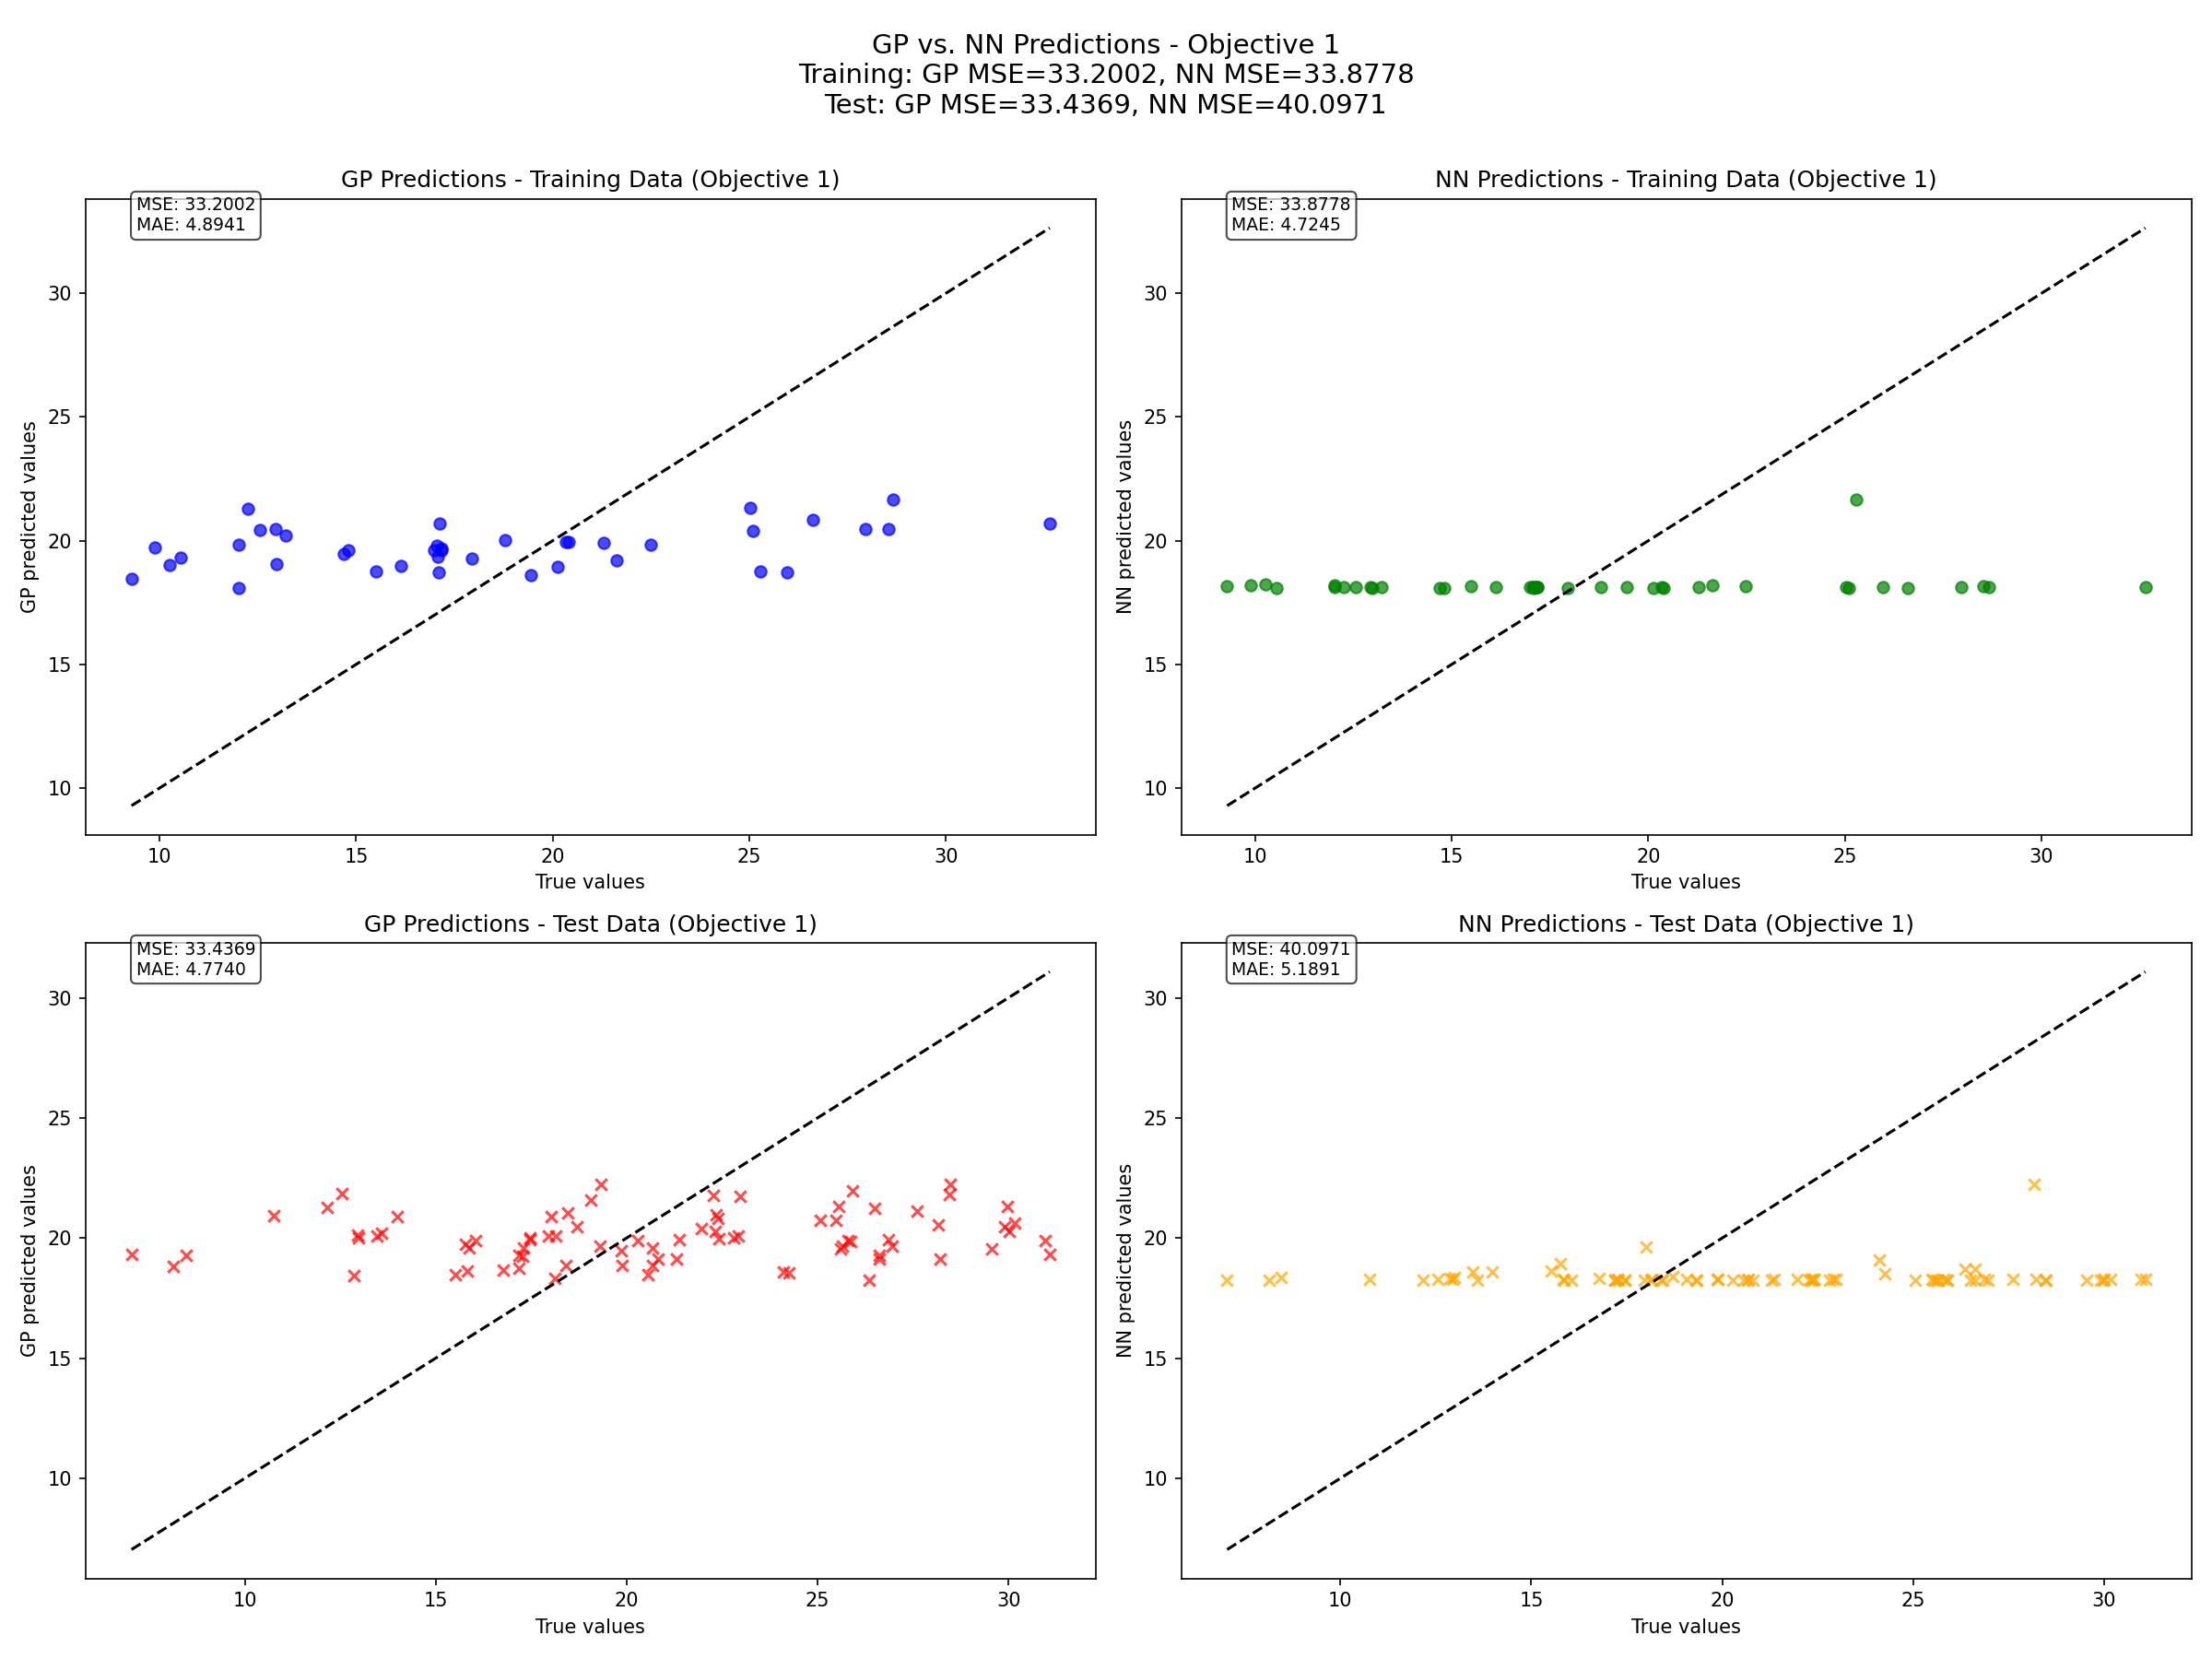 GP vs. NN Predictions - Objective 1
Training: GP MSE=33.2002, NN MSE=33.8778
Test: GP MSE=33.4369, NN MSE=40.0971
GP Predictions - Training Data (Objective 1)
MSE: 33.2002
MAE: 4.8941
GP predicted values
30
25
20
15
10
10
15
20
25
30
True values
NN Predictions - Training Data (Objective 1)
MSE: 33.8778
MAE: 4.7245
NN predicted values
30
25
20
15
10
10
15
20
25
30
True values
GP Predictions - Test Data (Objective 1)
MSE: 33.4369
MAE: 4.7740
GP predicted values
30
25
20
15
10
10
15
20
25
30
True values
NN Predictions - Test Data (Objective 1)
MSE: 40.0971
MAE: 5.1891
NN predicted values
30
25
20
15
10
10
15
20
25
30
True values